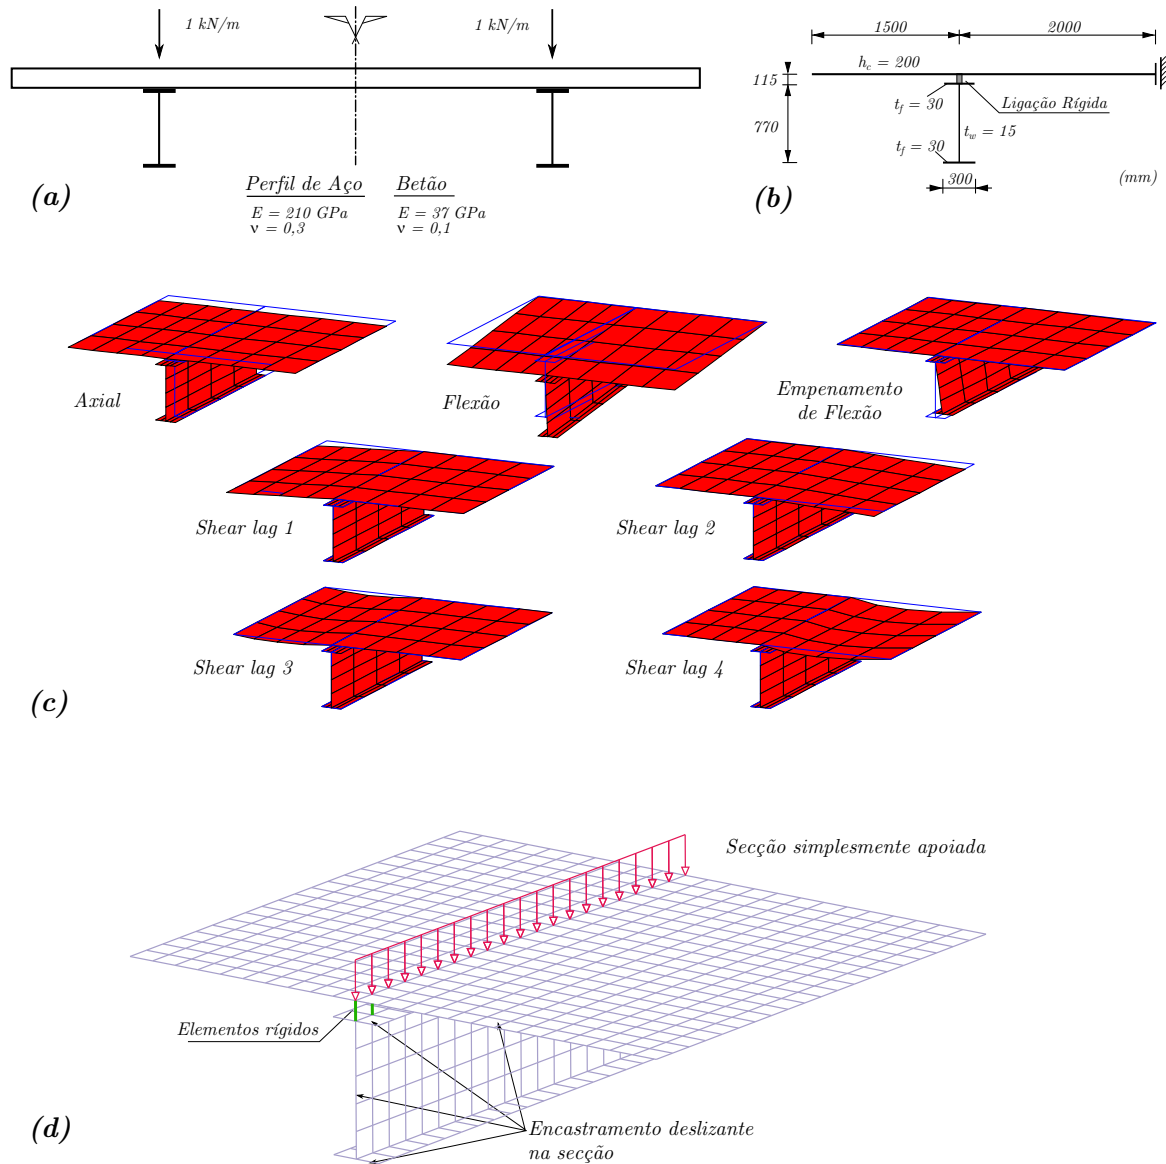 1 kN/m
1 kN/m
Perfil de Aço
E = 210 GPa
ν = 0,3
Betão
E = 37 GPa
ν = 0,1
(a)
1500
2000
h_c = 200
115
t_f = 30
Ligação Rígida
770
t_w = 15
t_f = 30
300
(mm)
(b)
Axial
Flexão
Empenamento
de Flexão
Shear lag 1
Shear lag 2
Shear lag 3
Shear lag 4
(c)
Secção simplesmente apoiada
Elementos rígidos
Encastramento deslizante
na secção
(d)